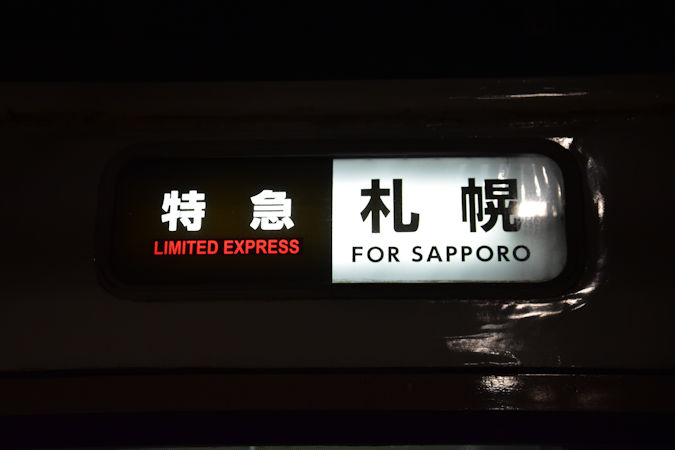 特急
LIMITED EXPRESS
札幌
FOR SAPPORO